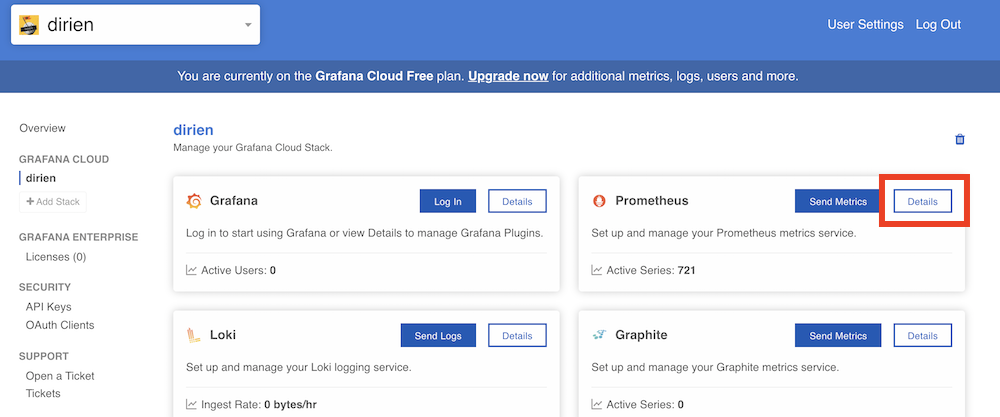 dirien
User Settings Log Out
You are currently on the Grafana Cloud Free plan. Upgrade now for additional metrics, logs, users and more.
Overview
GRAFANA CLOUD
dirien
+ Add Stack
GRAFANA ENTERPRISE
Licenses (0)
SECURITY
API Keys
OAuth Clients
SUPPORT
Open a Ticket
Tickets
dirien
Manage your Grafana Cloud Stack.
Grafana Log In Details
Log in to start using Grafana or view Details to manage Grafana Plugins.
Active Users: 0
Prometheus Send Metrics Details
Set up and manage your Prometheus metrics service.
Active Series: 721
Loki Send Logs Details
Set up and manage your Loki logging service.
Ingest Rate: 0 bytes/hr
Graphite Send Metrics Details
Set up and manage your Graphite metrics service.
Active Series: 0